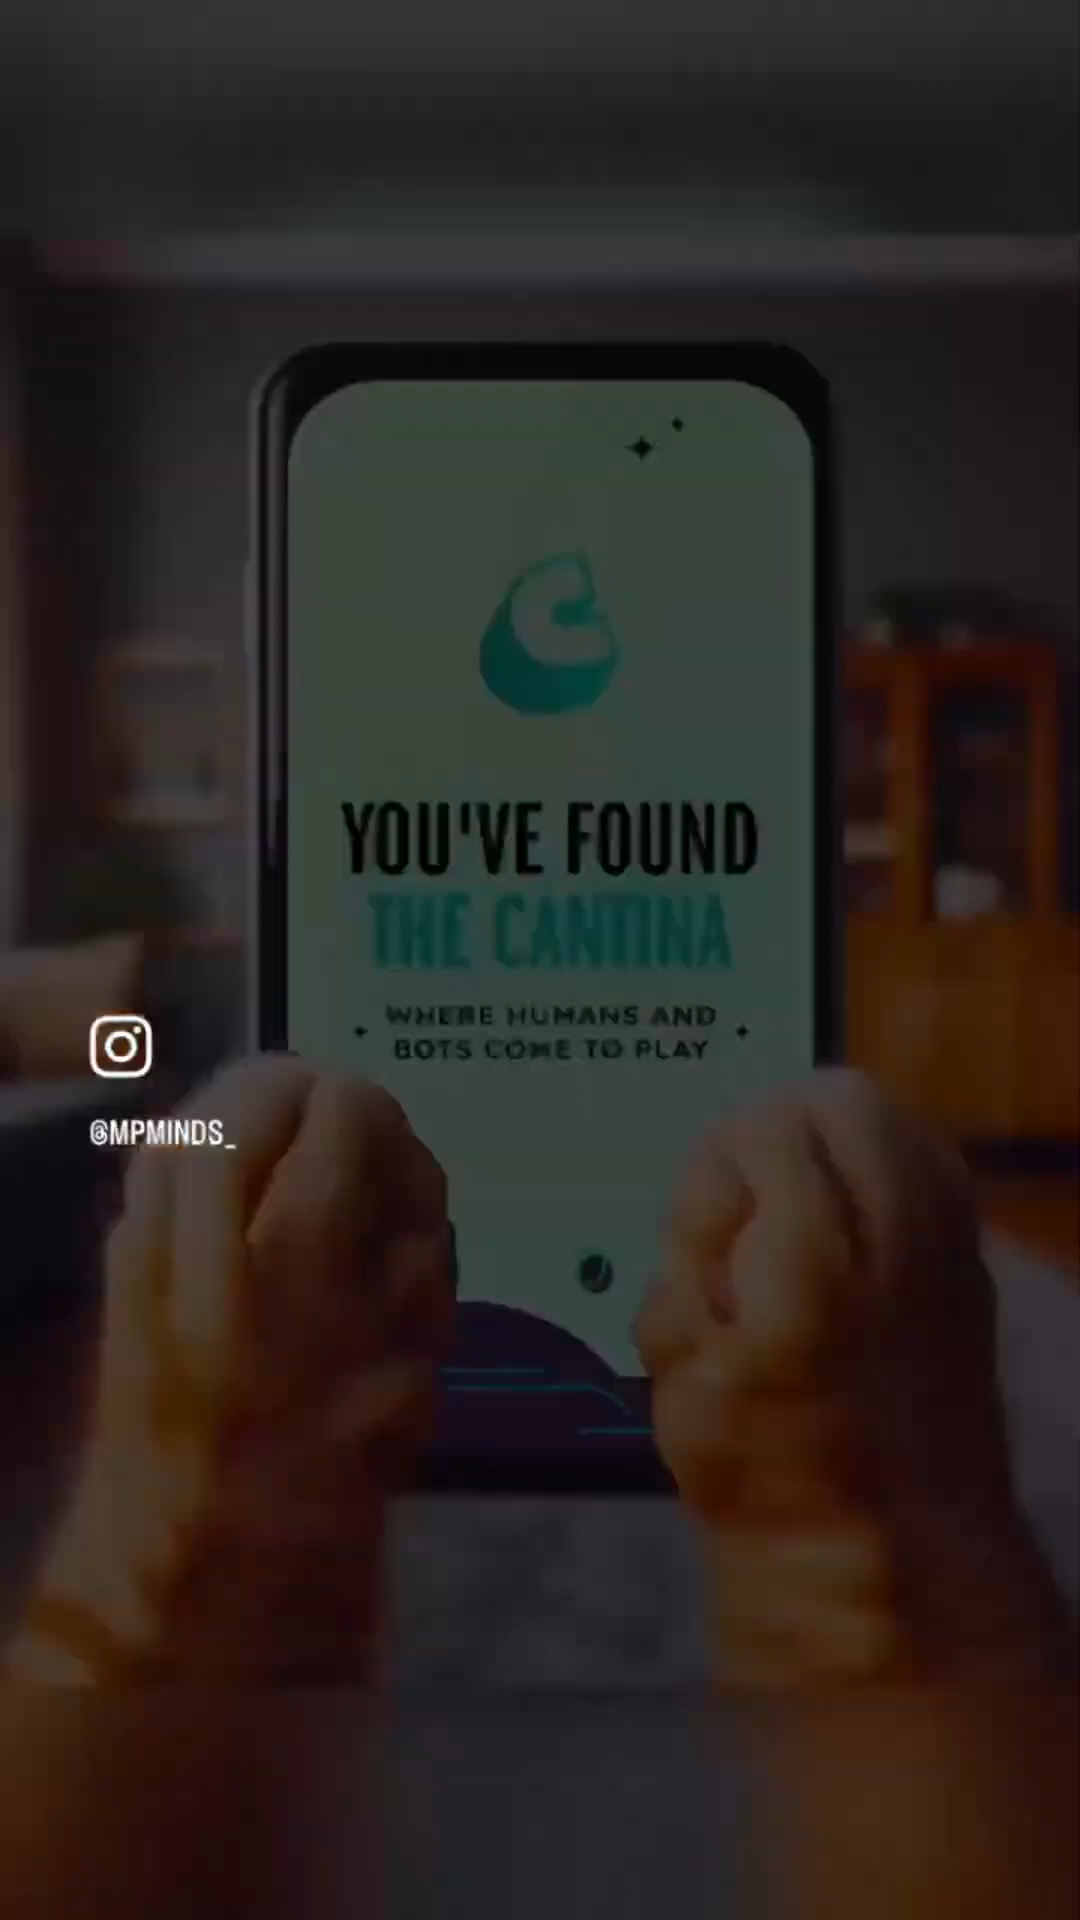 C
YOU'VE FOUND
THE CANTINA
WHERE HUMANS AND
BOTS COME TO PLAY
@MPMINDS_